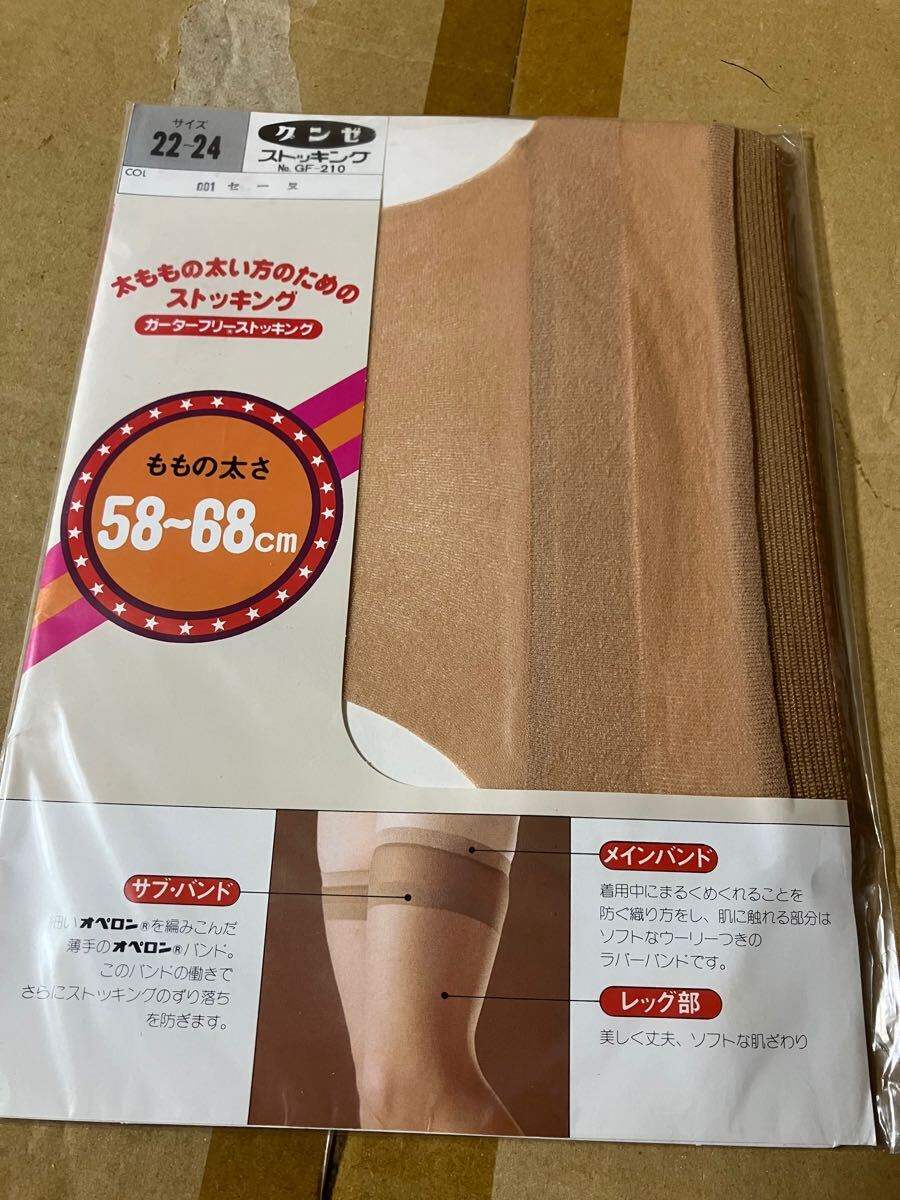 サイズ
22~24
グンゼ
ストッキング
No. GF-210
COL
001 セーヌ
太ももの太い方のための
ストッキング
ガーターフリー®ストッキング
ももの太さ
58~68cm
サブ・バンド
細いオペロン®を編みこんだ
薄手のオペロン®バンド。
このバンドの働きで
さらにストッキングのずり落ち
を防ぎます。
メインバンド
着用中にまるくめくれることを
防ぐ織り方をし、肌に触れる部分は
ソフトなウーリーつきの
ラバーバンドです。
レッグ部
美しく丈夫、ソフトな肌ざわり